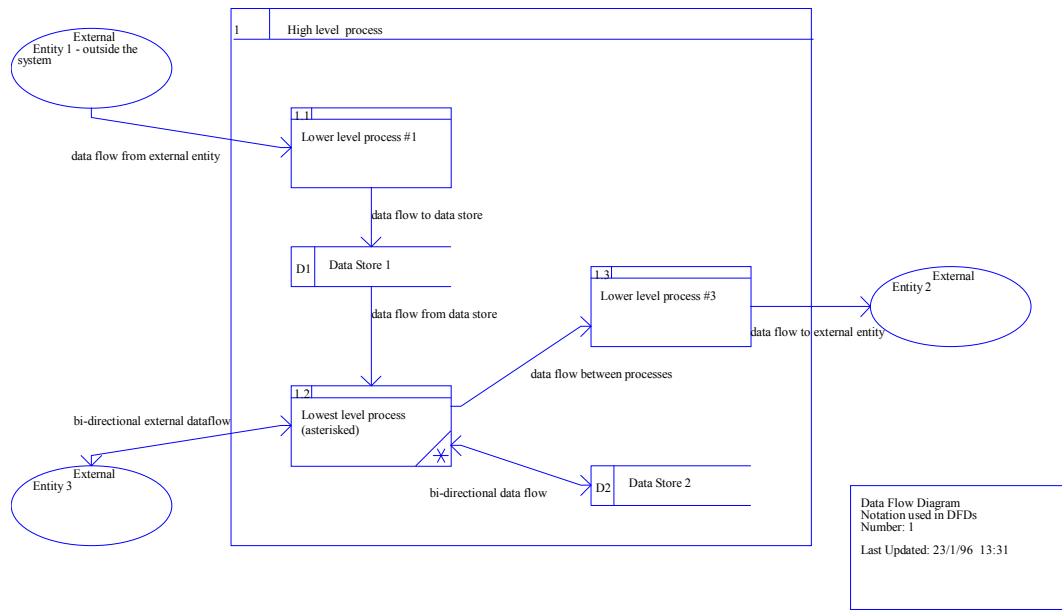 1
High level process
External
Entity 1 - outside the
system
1.1
Lower level process #1
data flow from external entity
data flow to data store
D1
Data Store 1
1.3
Lower level process #3
External
Entity 2
data flow from data store
data flow to external entity
data flow between processes
1.2
Lowest level process
(asterisked)
*
bi-directional external dataflow
External
Entity 3
bi-directional data flow
D2
Data Store 2
Data Flow Diagram
Notation used in DFDs
Number: 1
Last Updated: 23/1/96 13:31